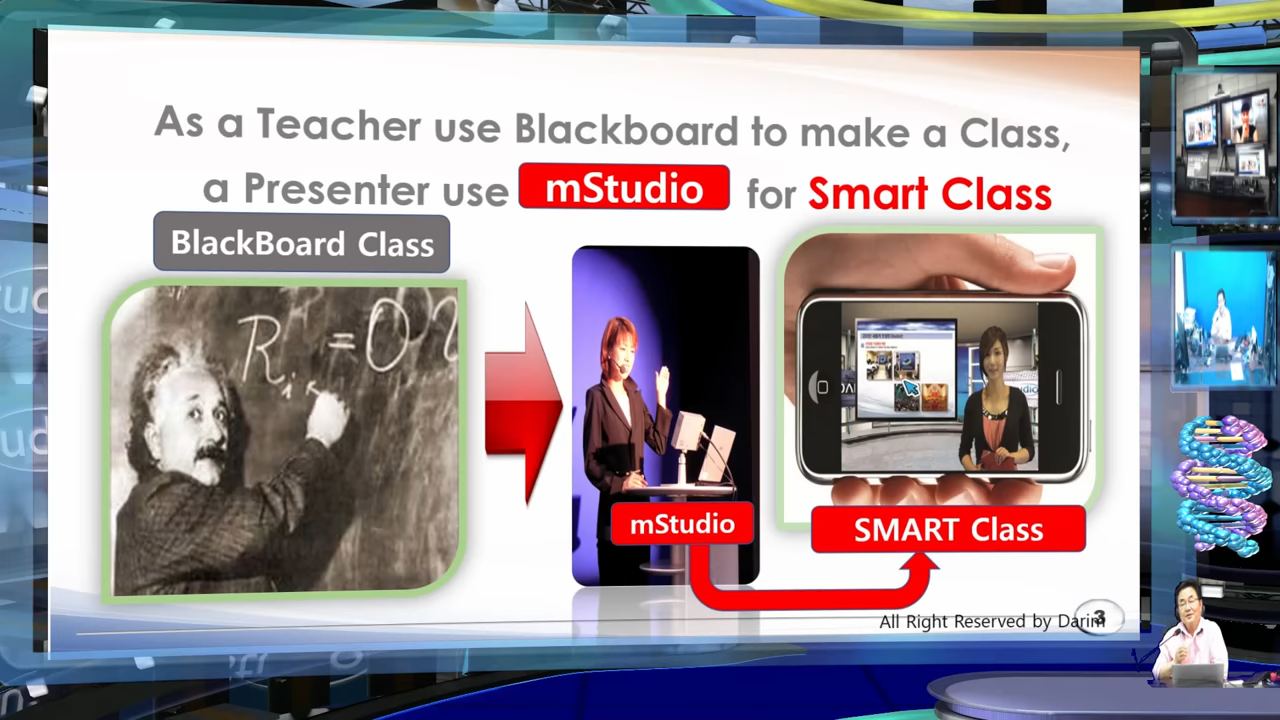 As a Teacher use Blackboard to make a Class,
a Presenter use mStudio for Smart Class
BlackBoard Class
mStudio
SMART Class
All Right Reserved by Darim
3